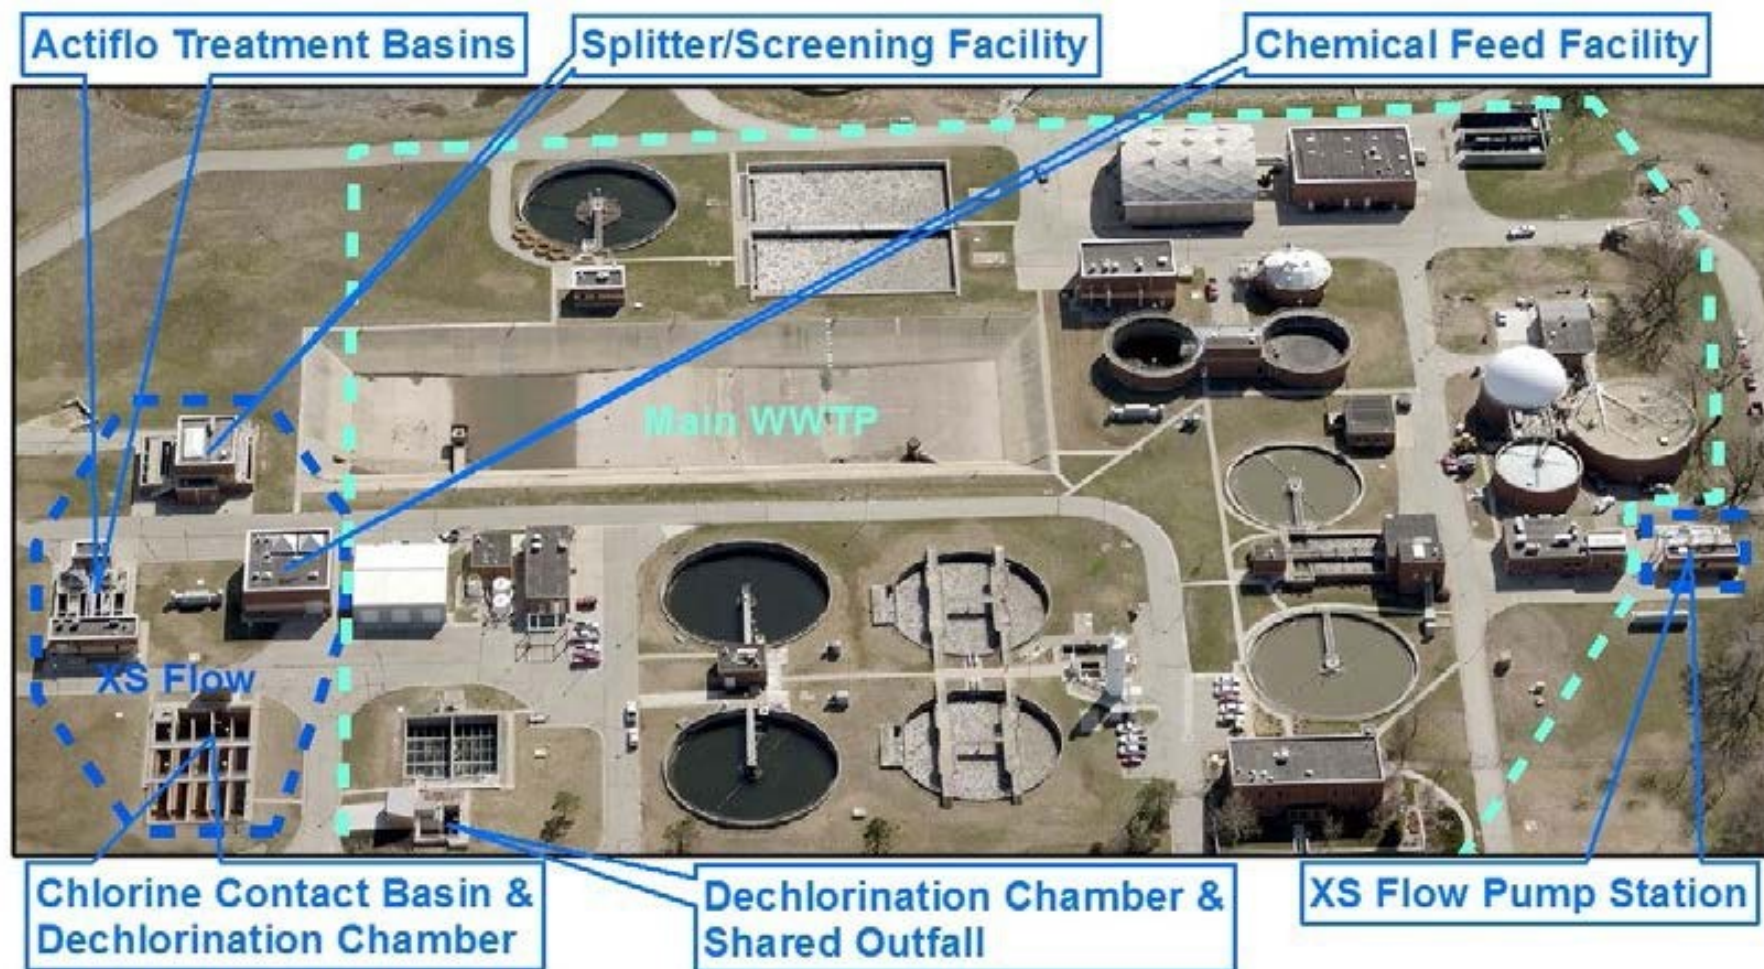 Actiflo Treatment Basins
Splitter/Screening Facility
Chemical Feed Facility
Main WWTP
XS Flow
Chlorine Contact Basin &
Dechlorination Chamber
Dechlorination Chamber &
Shared Outfall
XS Flow Pump Station